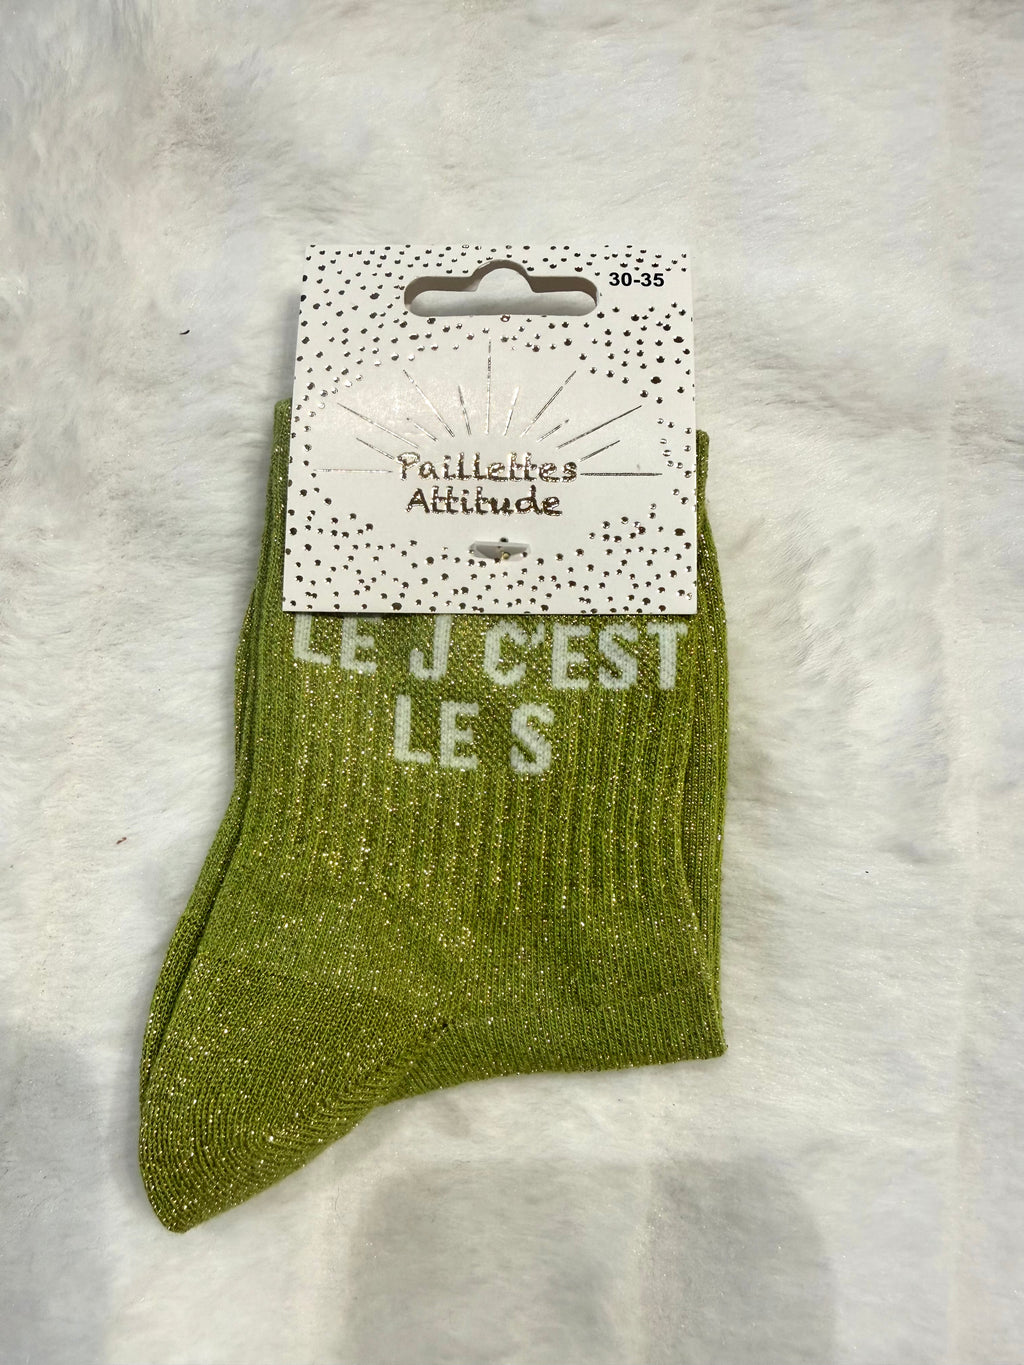 30-35
Paillettes
Attitude
LE J C'EST
LE S